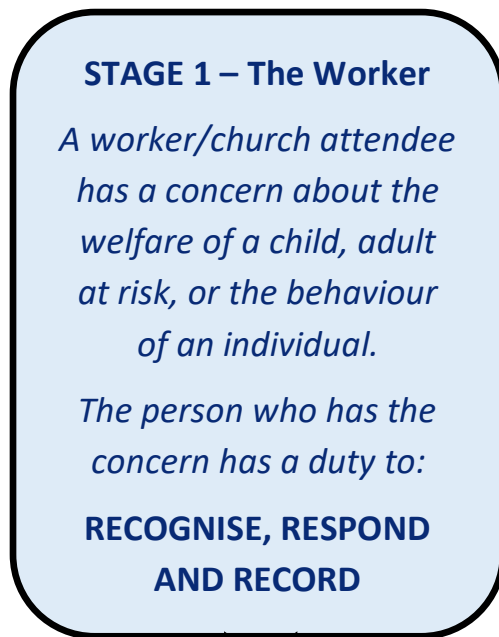 STAGE 1 – The Worker
A worker/church attendee
has a concern about the
welfare of a child, adult
at risk, or the behaviour
of an individual.
The person who has the
concern has a duty to:
RECOGNISE, RESPOND
AND RECORD